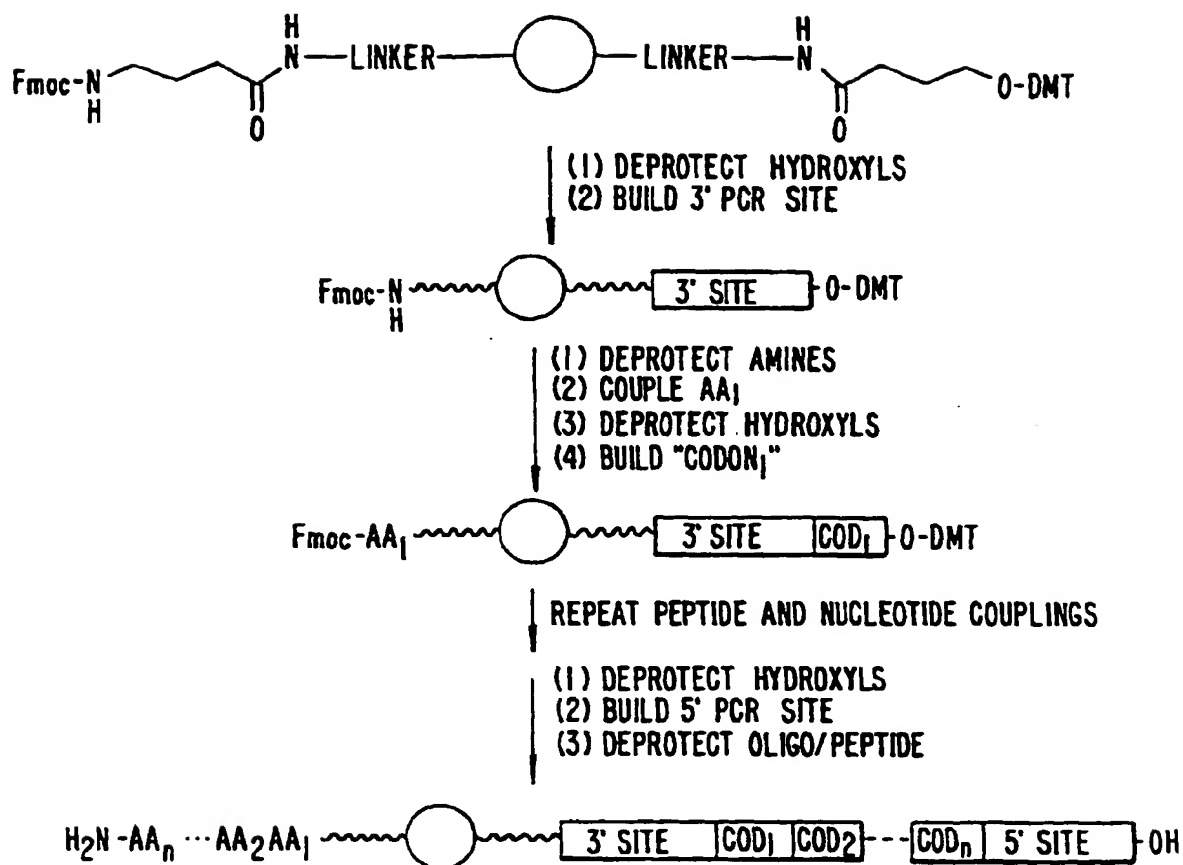 Fmoc-N
H
O
H
N
LINKER
LINKER
H
N
O
O-DMT
(1) DEPROTECT HYDROXYLS
(2) BUILD 3' PCR SITE
Fmoc-N
H
3' SITE
O-DMT
(1) DEPROTECT AMINES
(2) COUPLE AA1
(3) DEPROTECT HYDROXYLS
(4) BUILD "CODON1"
Fmoc-AA1
3' SITE
COD1
O-DMT
REPEAT PEPTIDE AND NUCLEOTIDE COUPLINGS
(1) DEPROTECT HYDROXYLS
(2) BUILD 5' PCR SITE
(3) DEPROTECT OLIGO/PEPTIDE
H2N-AAn ··· AA2AA1
3' SITE
COD1
COD2
---
CODn
5' SITE
OH